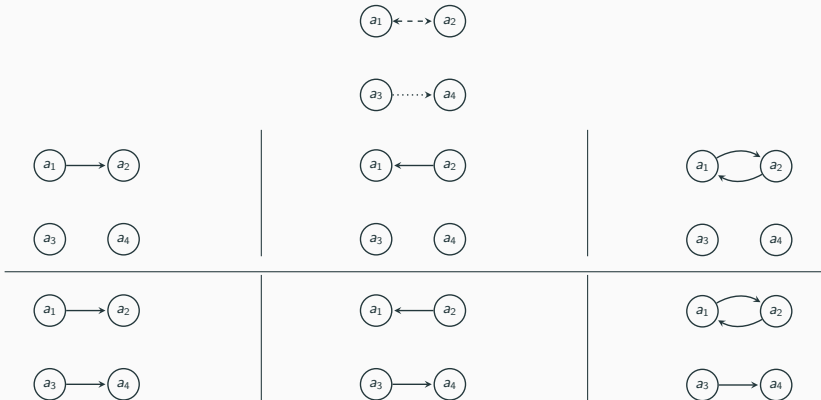 a₁ a₂
a₃ a₄
a₁ a₂ a₁ a₂ a₁ a₂
a₃ a₄ a₃ a₄ a₃ a₄
a₁ a₂ a₁ a₂ a₁ a₂
a₃ a₄ a₃ a₄ a₃ a₄